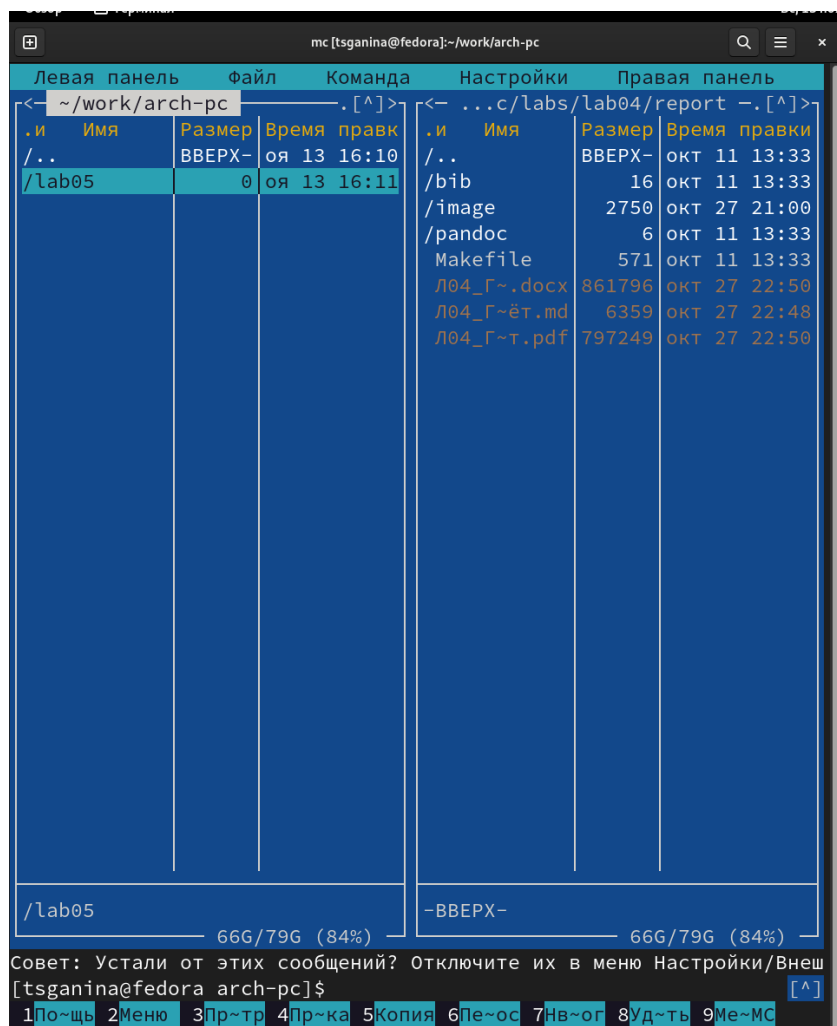 mc [tsganina@fedora]:~/work/arch-pc
Левая панель Файл Команда Настройки Правая панель
<— ~/work/arch-pc —.[^]> <— ...c/labs/lab04/report —.[^]>
.и Имя Размер Время правк .и Имя Размер Время правки
/.. ВВЕРХ- оя 13 16:10 /.. ВВЕРХ- окт 11 13:33
/lab05 0 оя 13 16:11 /bib 16 окт 11 13:33
/image 2750 окт 27 21:00
/pandoc 6 окт 11 13:33
Makefile 571 окт 11 13:33
Л04_Г~.docx 861796 окт 27 22:50
Л04_Г~ёт.md 6359 окт 27 22:48
Л04_Г~т.pdf 797249 окт 27 22:50
/lab05 -ВВЕРХ-
66G/79G (84%) 66G/79G (84%)
Совет: Устали от этих сообщений? Отключите их в меню Настройки/Внеш
[tsganina@fedora arch-pc]$ [^]
1По~щь 2Меню 3Пр~тр 4Пр~ка 5Копия 6Пе~ос 7Нв~ог 8Уд~ть 9Ме~МС